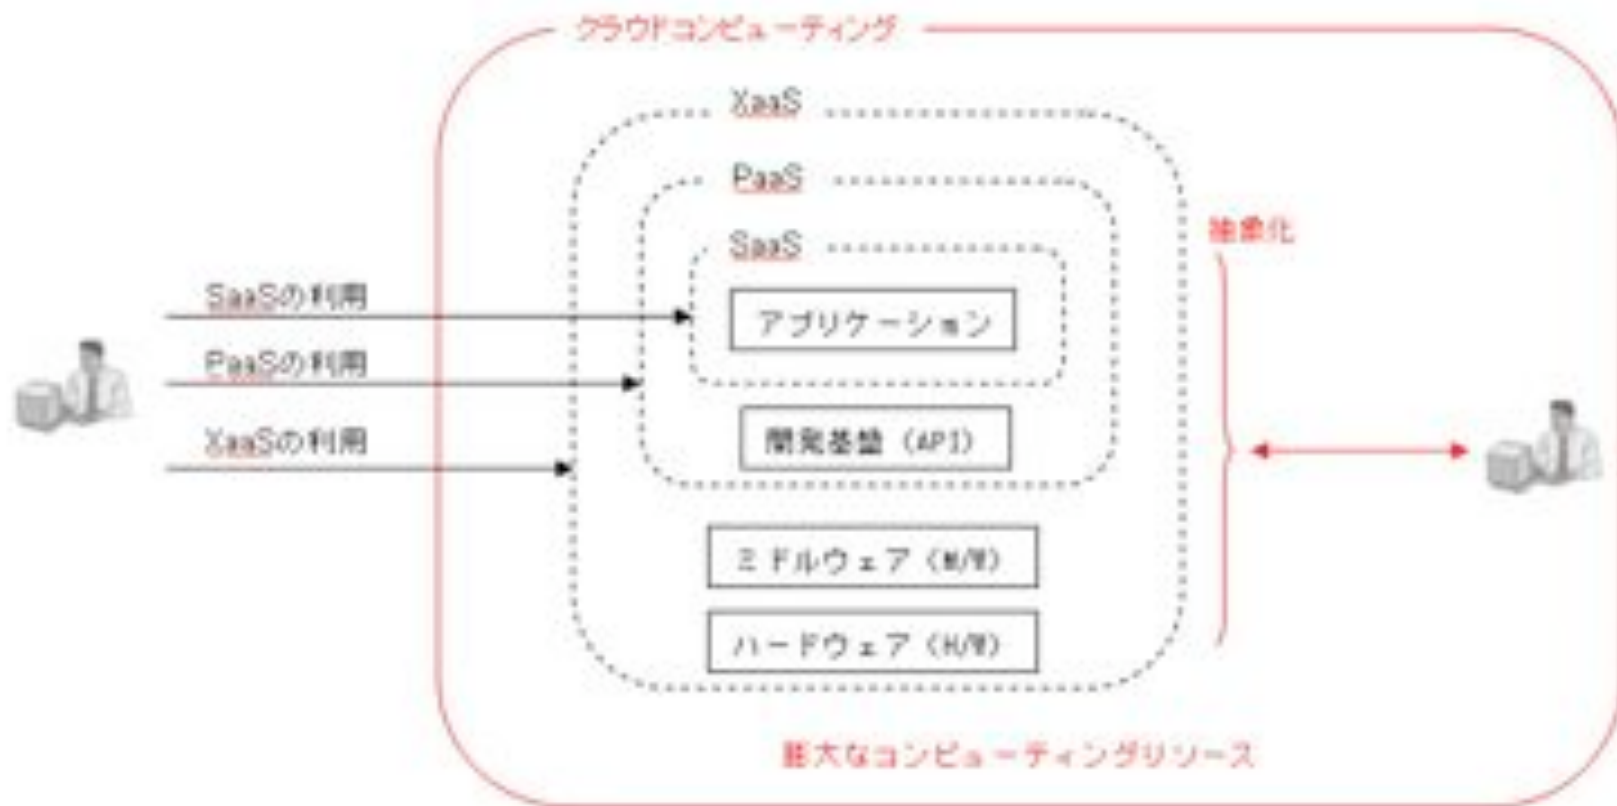 クラウドコンピューティング
XaaS
PaaS
SaaS
抽象化
SaaSの利用
アプリケーション
PaaSの利用
開発基盤 (API)
XaaSの利用
ミドルウェア (M/W)
ハードウェア (H/W)
膨大なコンピューティングリソース